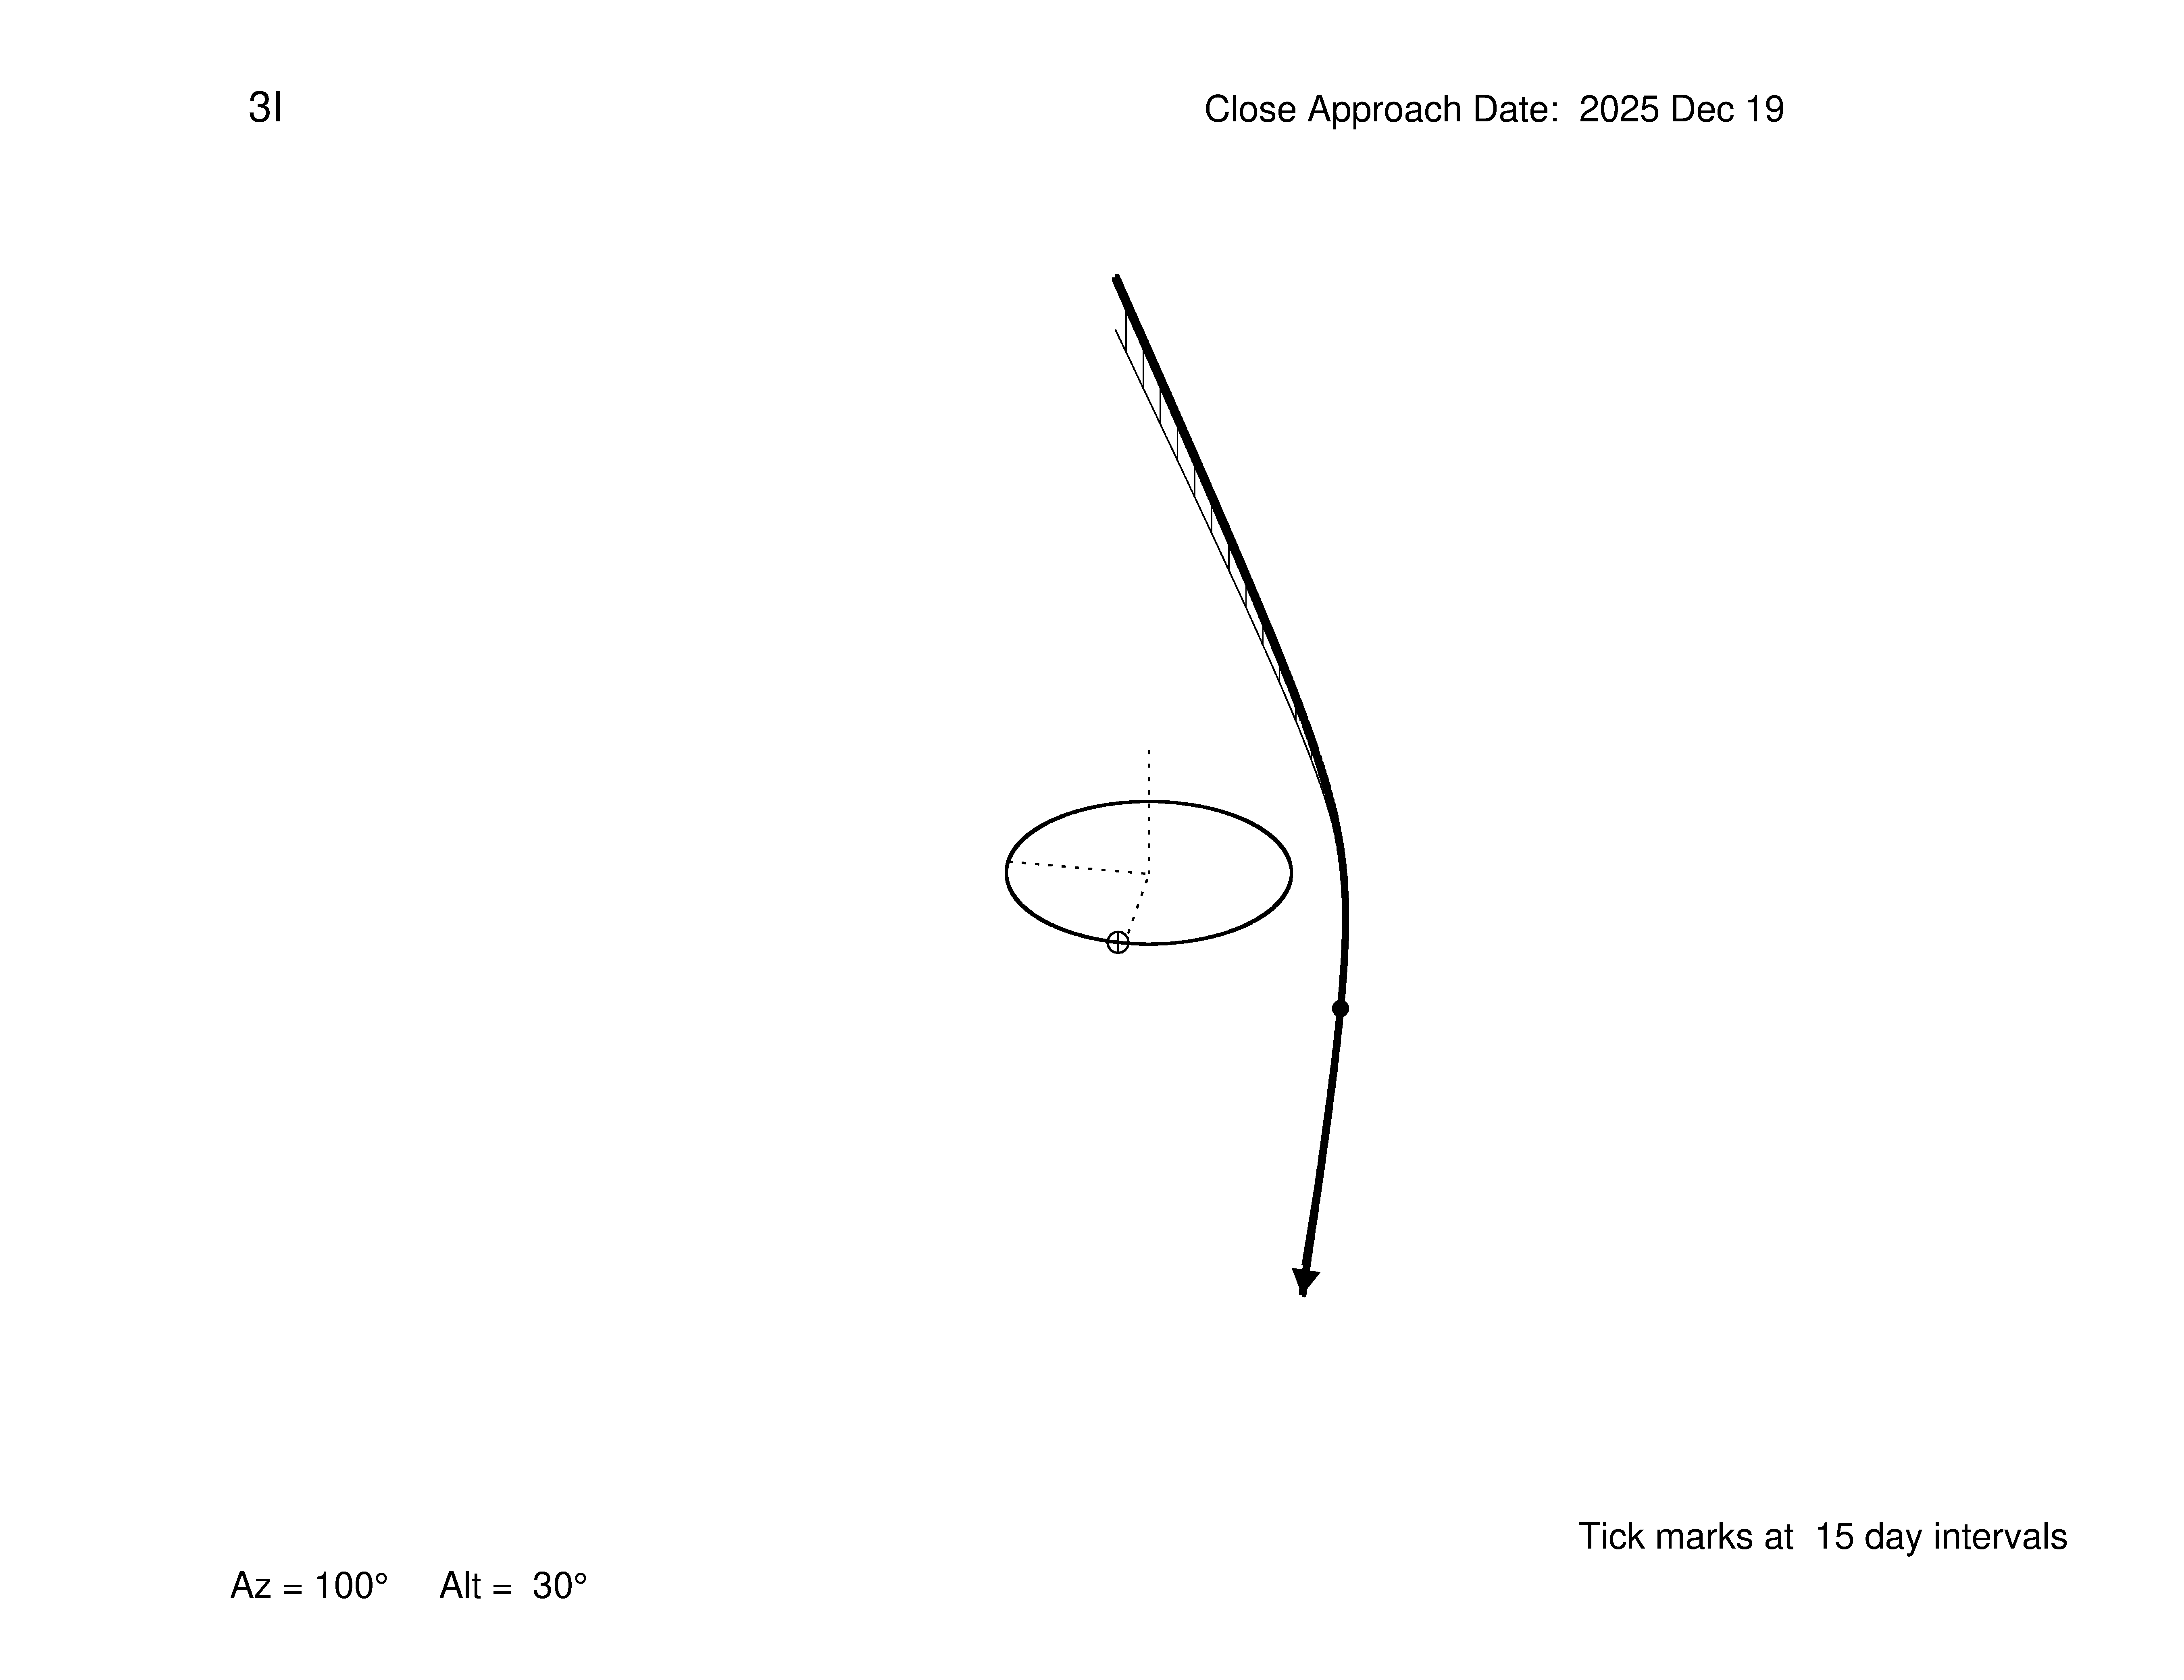 3I
Close Approach Date: 2025 Dec 19
Tick marks at 15 day intervals
Az = 100° Alt = 30°